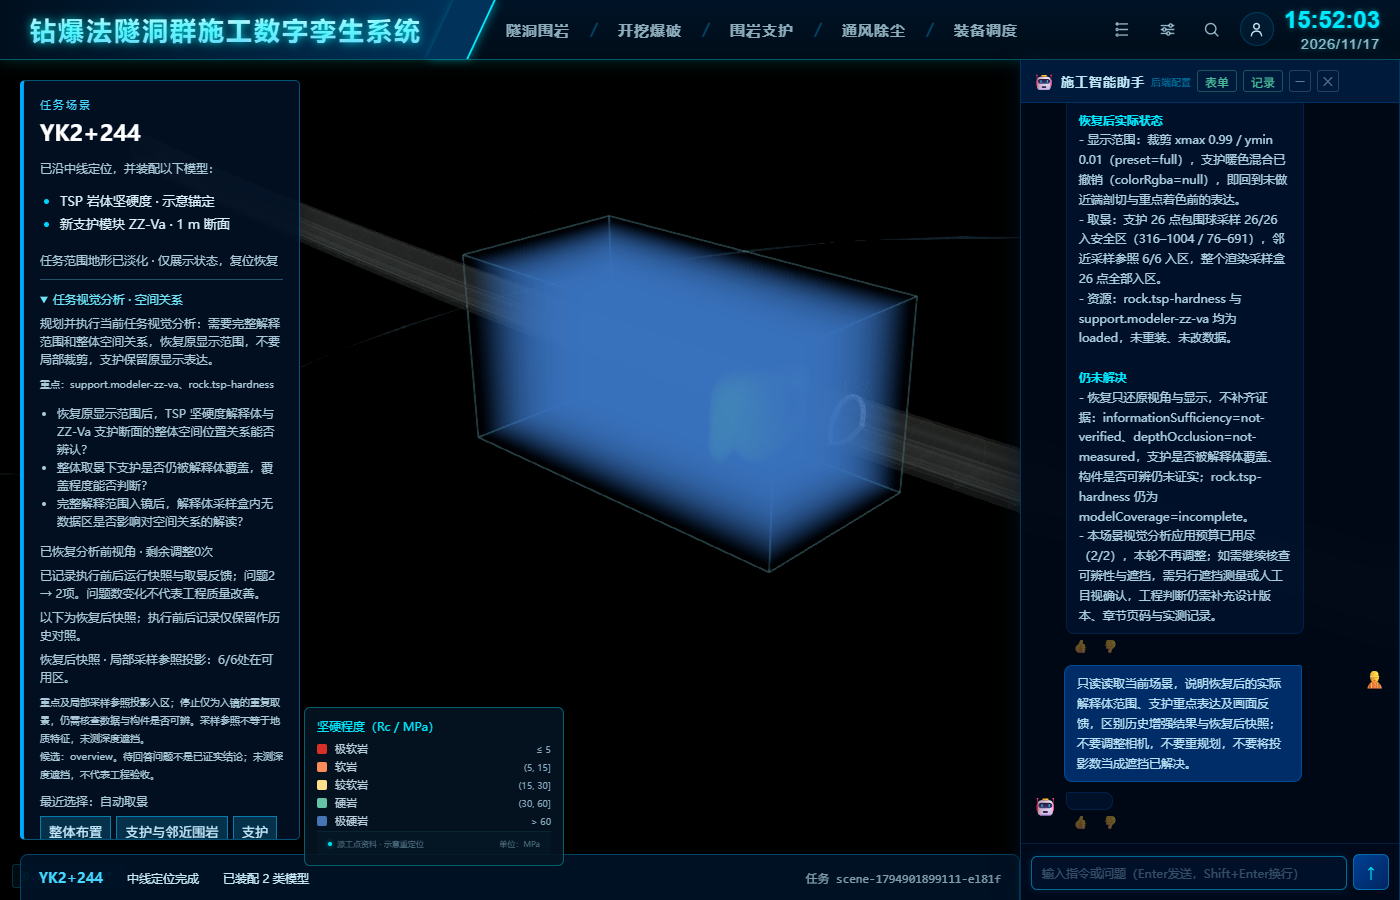 钻爆法隧洞群施工数字孪生系统
隧洞围岩 / 开挖爆破 / 围岩支护 / 通风除尘 / 装备调度
15:52:03
2026/11/17
任务场景
YK2+244
已沿中线定位，并装配以下模型：
• TSP 岩体坚硬度 · 示意锚定
• 新支护模块 ZZ-Va · 1 m 断面
任务范围地形已淡化 · 仅展示状态，复位恢复
▼ 任务视觉分析 · 空间关系
规划并执行当前任务视觉分析：需要完整解释
范围和整体空间关系，恢复原显示范围，不要
局部裁剪，支护保留原显示表达。
重点：support.modeler-zz-va、rock.tsp-hardness
• 恢复原显示范围后，TSP 坚硬度解释体与
ZZ-Va 支护断面的整体空间位置关系能否
辨认？
• 整体取景下支护是否仍被解释体覆盖，覆
盖程度能否判断？
• 完整解释范围入镜后，解释体采样盒内无
数据区是否影响对空间关系的解读？
已恢复分析前视角 · 剩余调整0次
已记录执行前后运行快照与取景反馈；问题2
→ 2项。问题数变化不代表工程质量改善。
以下为恢复后快照；执行前后记录仅保留作历
史对照。
恢复后快照 · 局部采样参照投影：6/6处在可
用区。
重点及局部采样参照投影入区；停止仅为入镜的重复取
景，仍需核查数据与构件是否可辨。采样参照不等于地
质特征，未测深度遮挡。
候选：overview。待回答问题不是已证实结论；未测深
度遮挡，不代表工程验收。
最近选择：自动取景
整体布置 支护与邻近围岩 支护
坚硬程度（Rc / MPa）
极软岩 ≤ 5
软岩 (5, 15]
较软岩 (15, 30]
硬岩 (30, 60]
极硬岩 > 60
源工点资料 · 示意重定位 单位：MPa
YK2+244 中线定位完成 已装配 2 类模型 任务 scene-1794901899111-el81f
施工智能助手 后端配置 表单 记录
恢复后实际状态
- 显示范围：裁剪 xmax 0.99 / ymin
0.01（preset=full），支护暖色混合已
撤销（colorRgba=null），即回到未做
近端剖切与重点着色前的表达。
- 取景：支护 26 点包围球采样 26/26
入安全区（316–1004 / 76–691），邻
近采样参照 6/6 入区，整个渲染采样盒
26 点全部入区。
- 资源：rock.tsp-hardness 与
support.modeler-zz-va 均为
loaded，未重装、未改数据。
仍未解决
- 恢复只还原视角与显示，不补齐证
据：informationSufficiency=not-
verified、depthOcclusion=not-
measured，支护是否被解释体覆盖、
构件是否可辨仍未证实；rock.tsp-
hardness 仍为
modelCoverage=incomplete。
- 本场景视觉分析应用预算已用尽
（2/2），本轮不再调整；如需继续核查
可辨性与遮挡，需另行遮挡测量或人工
目视确认，工程判断仍需补充设计版
本、章节页码与实测记录。
只读读取当前场景，说明恢复后的实际
解释体范围、支护重点表达及画面反
馈，区别历史增强结果与恢复后快照；
不要调整相机，不要重规划，不要将投
影数当成遮挡已解决。
输入指令或问题（Enter发送，Shift+Enter换行）
↑